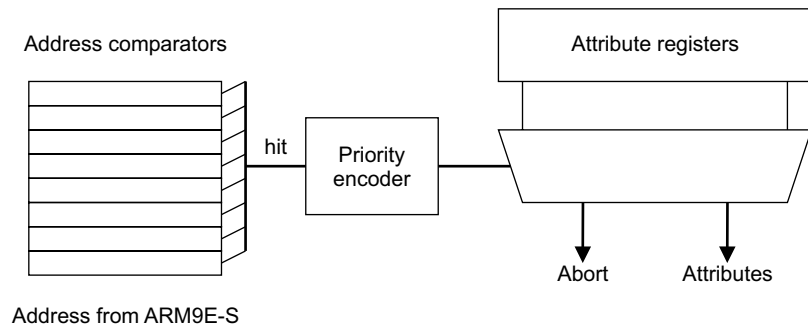 Address comparators
Attribute registers
hit
Priority
encoder
Abort
Attributes
Address from ARM9E-S